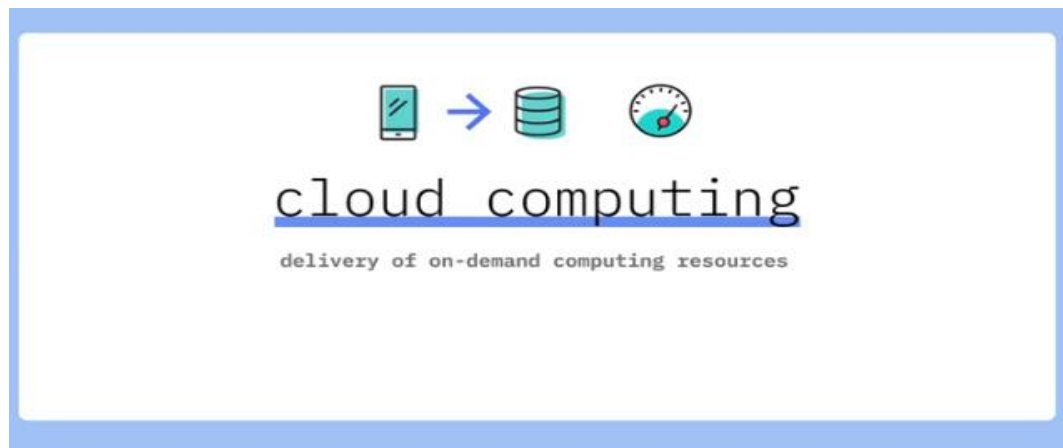 cloud computing
delivery of on-demand computing resources